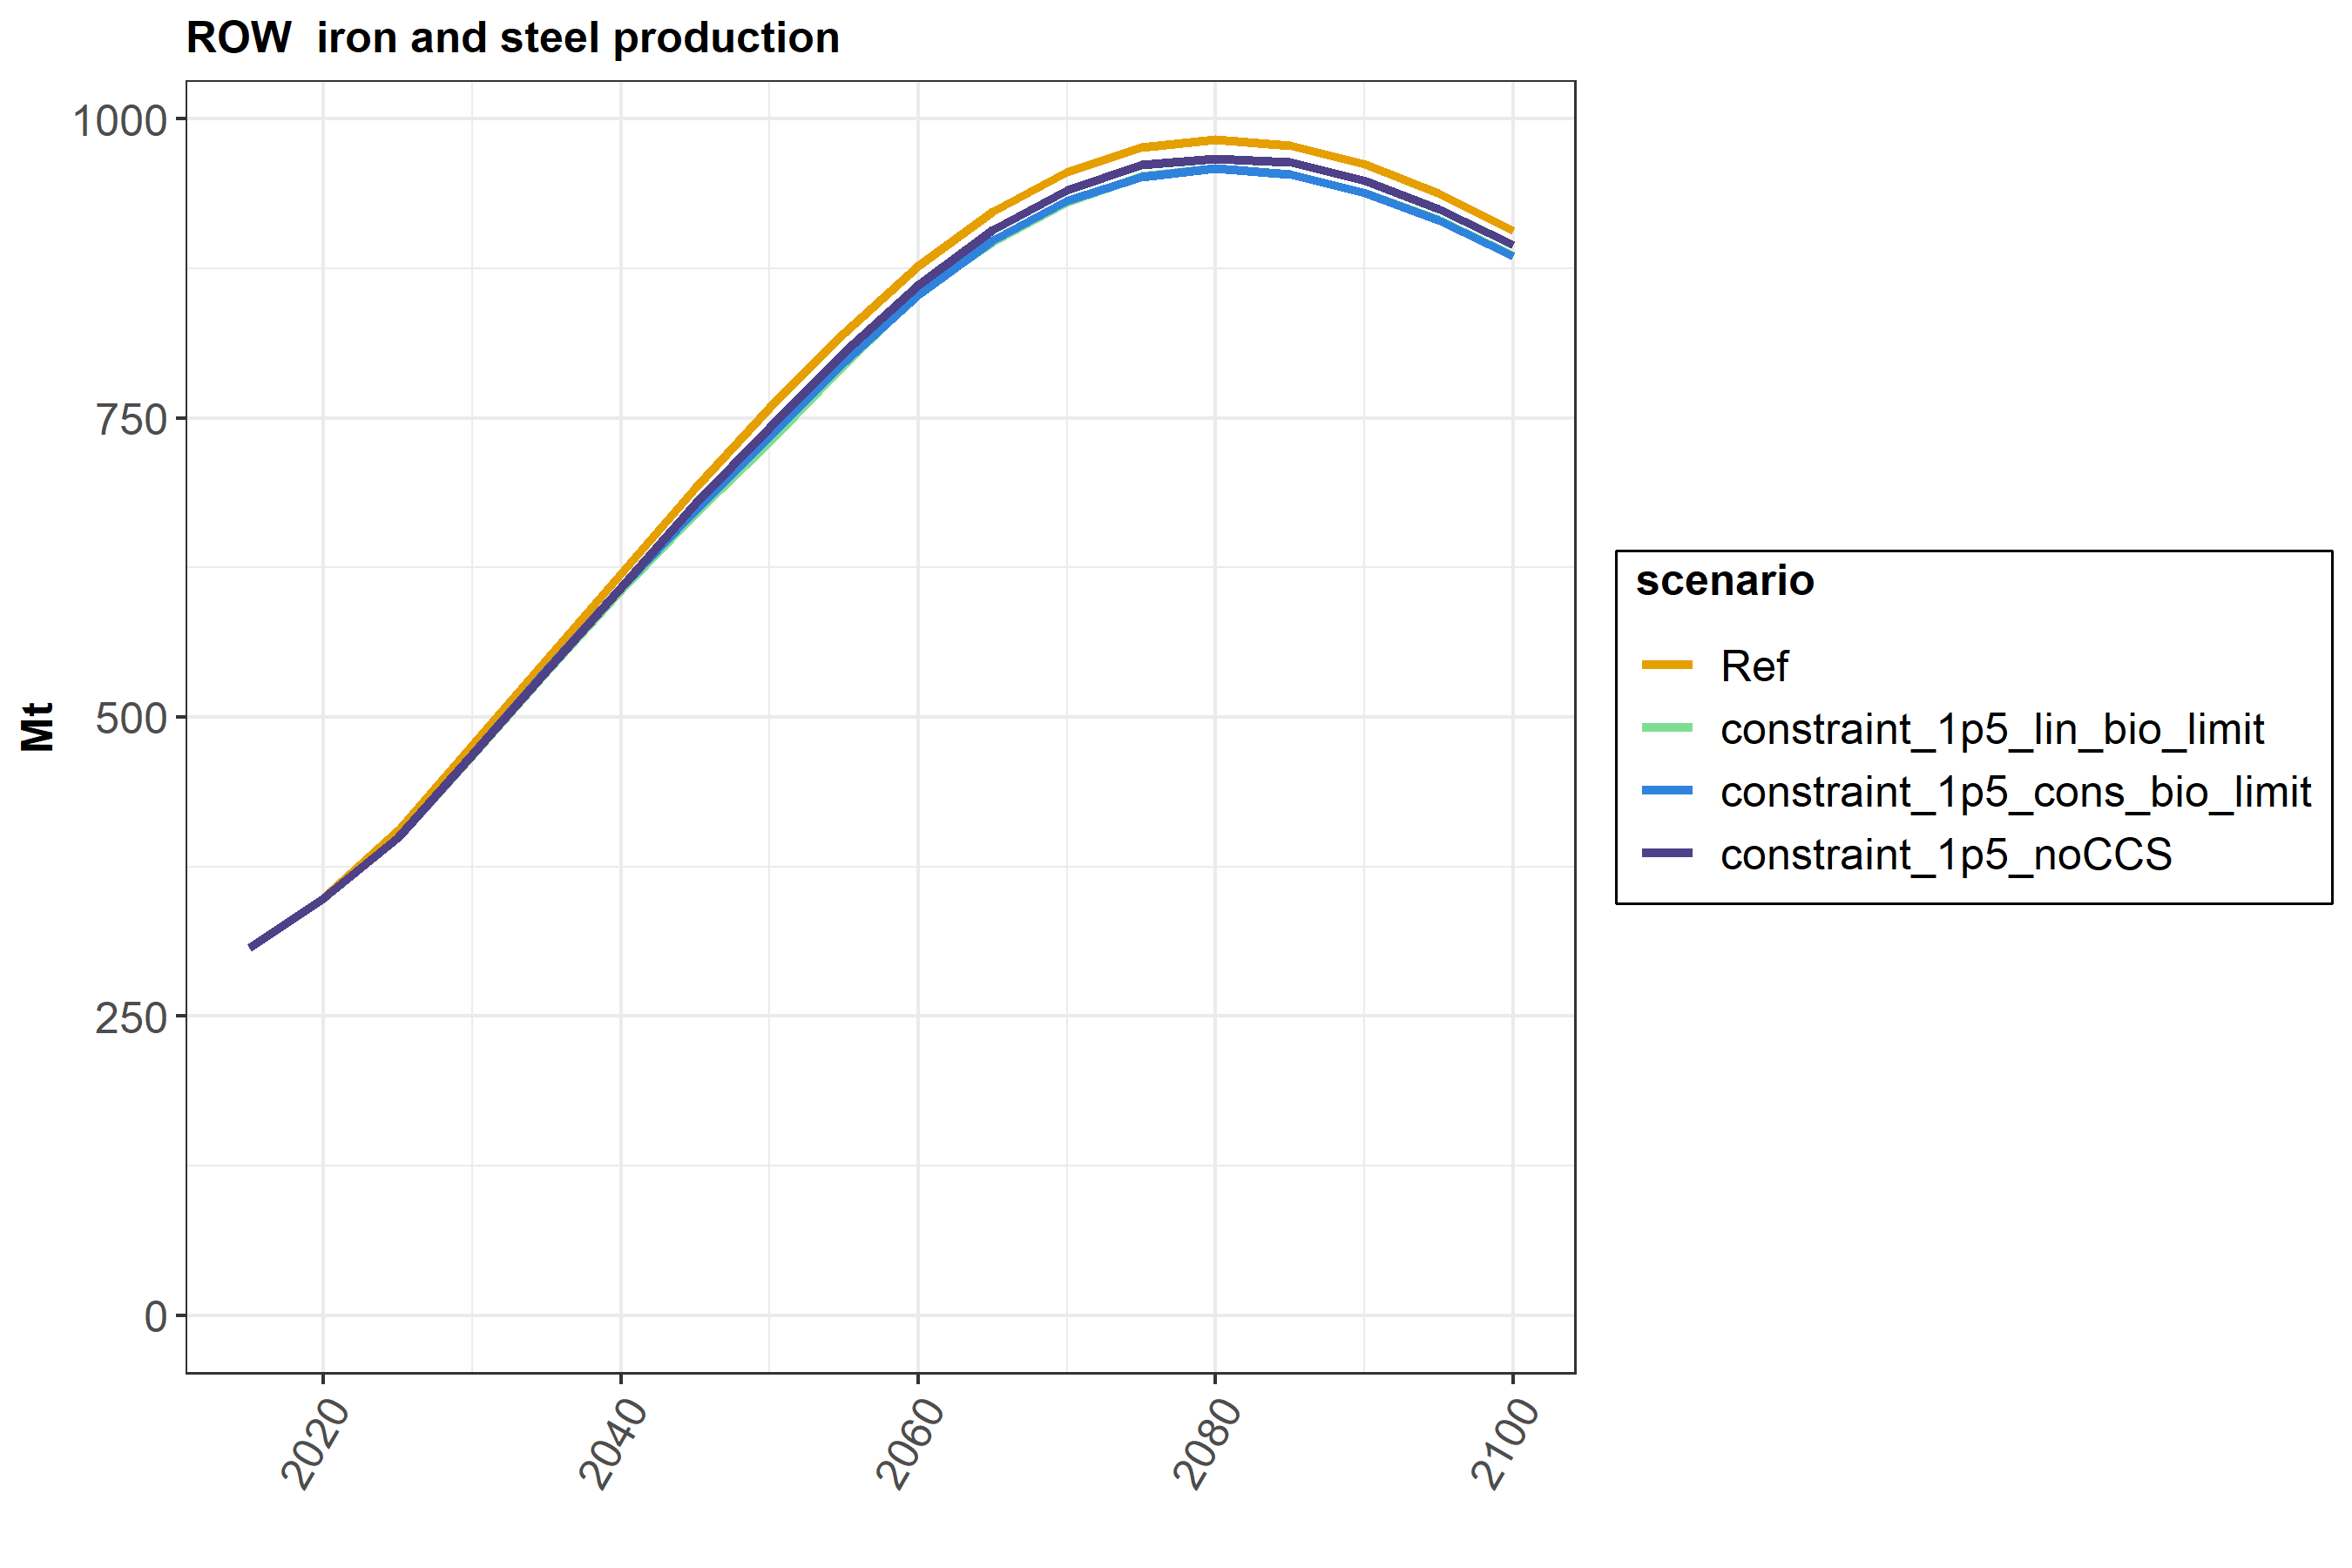 ROW  iron and steel production
1000
750
500
250
0
Mt
2020
2040
2060
2080
2100
scenario
Ref
constraint_1p5_lin_bio_limit
constraint_1p5_cons_bio_limit
constraint_1p5_noCCS